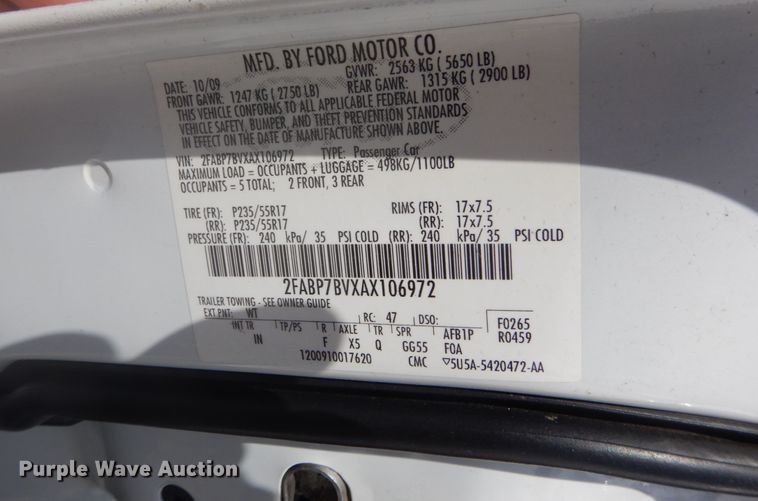 MFD. BY FORD MOTOR CO.
DATE: 10/09 GVWR: 2563 KG ( 5650 LB)
FRONT GAWR: 1247 KG ( 2750 LB) REAR GAWR: 1315 KG ( 2900 LB)
THIS VEHICLE CONFORMS TO ALL APPLICABLE FEDERAL MOTOR
VEHICLE SAFETY, BUMPER, AND THEFT PREVENTION STANDARDS
IN EFFECT ON THE DATE OF MANUFACTURE SHOWN ABOVE.
VIN: 2FABP7BVXAX106972 TYPE: Passenger Car
MAXIMUM LOAD = OCCUPANTS + LUGGAGE = 498KG/1100LB
OCCUPANTS = 5 TOTAL; 2 FRONT, 3 REAR
TIRE (FR): P235/55R17 RIMS (FR): 17x7.5
(RR): P235/55R17 (RR): 17x7.5
PRESSURE (FR): 240 kPa/ 35 PSI COLD (RR): 240 kPa/ 35 PSI COLD
2FABP7BVXAX106972
TRAILER TOWING - SEE OWNER GUIDE
EXT PNT: WT RC: 47 DSO: F0265
INT TR TP/PS R AXLE TR SPR AFB1P R0459
IN F X5 Q GG55 FOA
1200910017620 CMC ▽5U5A-5420472-AA
Purple Wave Auction